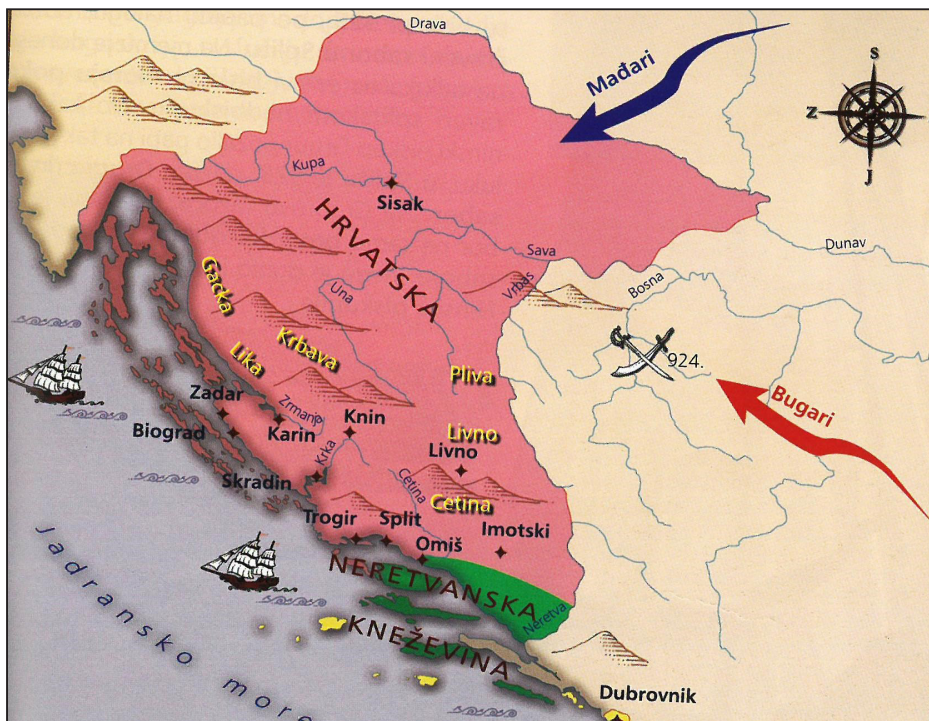 Drava
Mađari
S
Z
J
Kupa
Sisak
HRVATSKA
Sava
Dunav
Vrbas
Bosna
Una
Gacka
Krbava
Lika
Pliva
924.
Bugari
Zadar
Zrmanja
Knin
Biograd
Karin
Livno
Livno
Krka
Skradin
Cetina
Cetina
Trogir
Split
Imotski
Omiš
NERETVANSKA
Neretva
KNEŽEVINA
Jadransko more
Dubrovnik